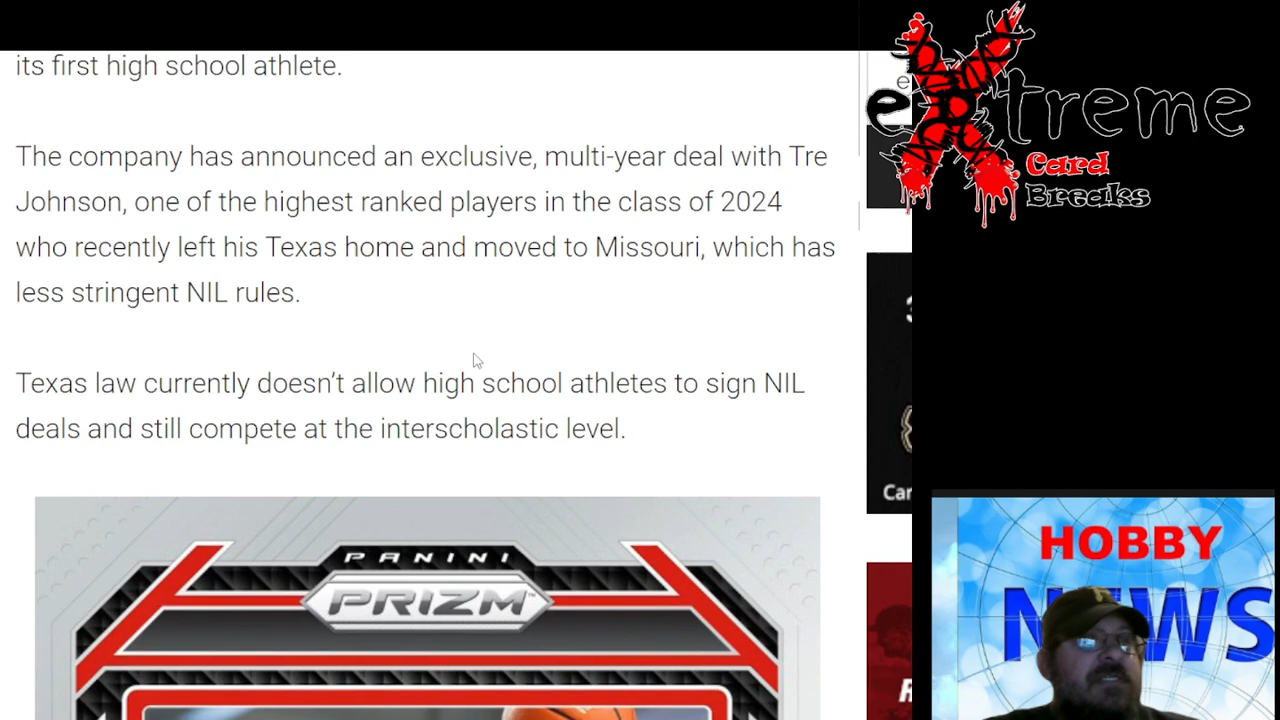 its first high school athlete.
The company has announced an exclusive, multi-year deal with Tre
Johnson, one of the highest ranked players in the class of 2024
who recently left his Texas home and moved to Missouri, which has
less stringent NIL rules.
Texas law currently doesn’t allow high school athletes to sign NIL
deals and still compete at the interscholastic level.
PANINI
PRIZM
eXtreme
Card
Breaks
Car
HOBBY
NEWS